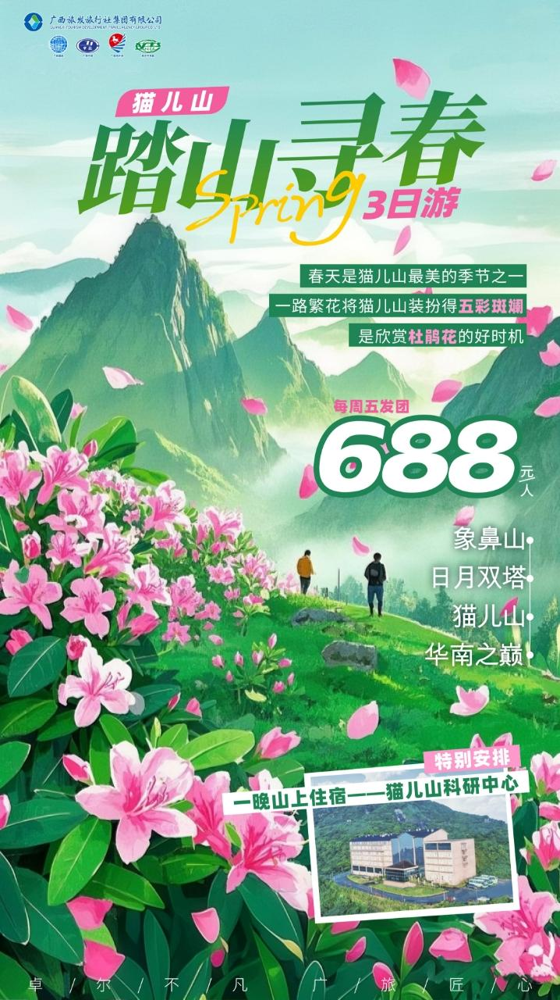 广西旅发旅行社集团有限公司
GUANGXI TOURISM DEVELOPMENT TRAVEL AGENCY GROUP CO.,LTD
猫儿山
踏山寻春
Spring
3日游
春天是猫儿山最美的季节之一
一路繁花将猫儿山装扮得五彩斑斓
是欣赏杜鹃花的好时机
每周五发团
688元/人
象鼻山
日月双塔
猫儿山
华南之巅
特别安排
一晚山上住宿——猫儿山科研中心
卓/尔/不/凡/广/旅/匠/心